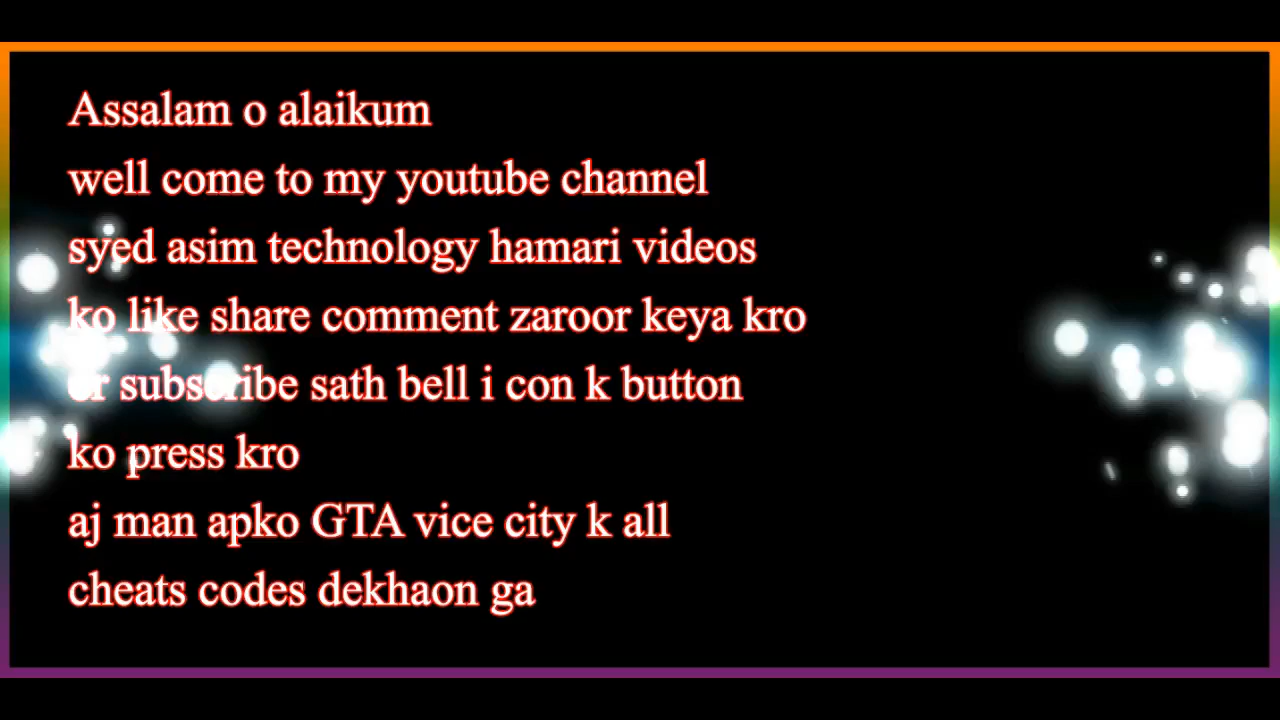 Assalam o alaikum
well come to my youtube channel
syed asim technology hamari videos
ko like share comment zaroor keya kro
or subscribe sath bell i con k button
ko press kro
aj man apko GTA vice city k all
cheats codes dekhaon ga